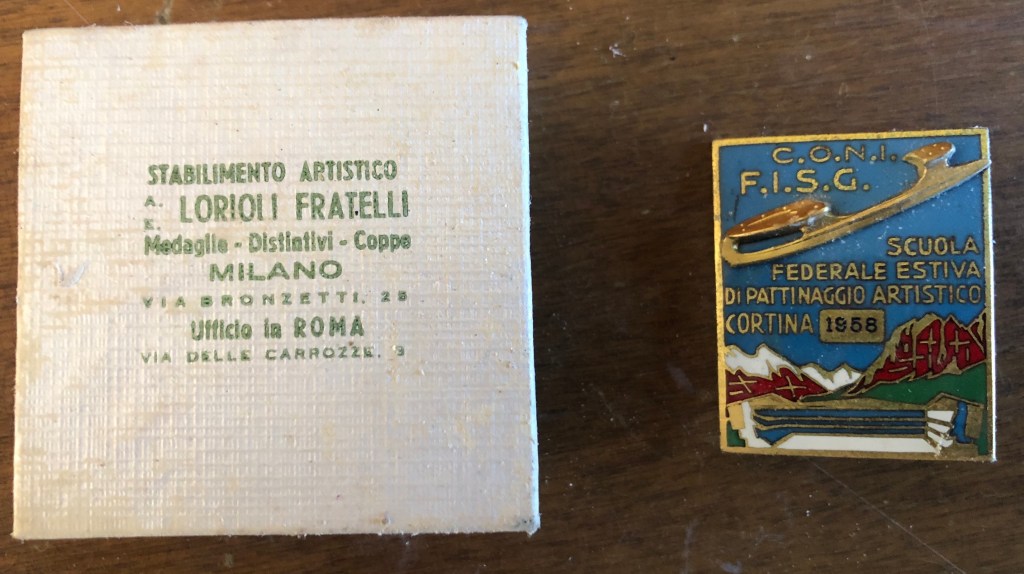 STABILIMENTO ARTISTICO
A. E. LORIOLI FRATELLI
Medaglie - Distintivi - Coppe
MILANO
VIA BRONZETTI, 25
Ufficio in ROMA
VIA DELLE CARROZZE, 3
C.O.N.I.
F.I.S.G.
SCUOLA
FEDERALE ESTIVA
DI PATTINAGGIO ARTISTICO
CORTINA 1958